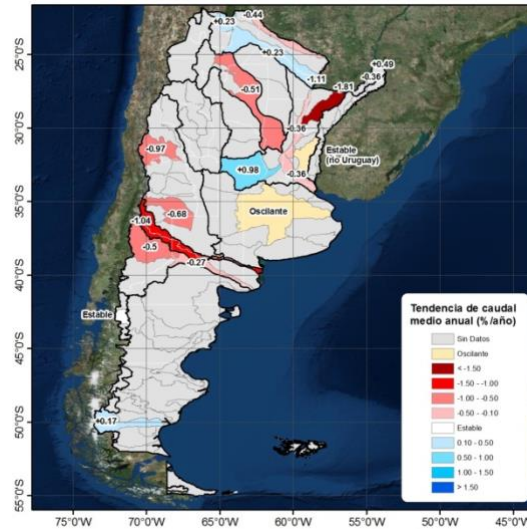 25°0'S
30°0'S
35°0'S
40°0'S
45°0'S
50°0'S
55°0'S
+0.23
-0.44
+0.23
-1.11
+0.49
-0.36
-1.81
-0.51
-0.36
Estable
(río Uruguay)
-0.97
+0.98
-0.36
Oscilante
-0.68
-1.04
-0.5
-0.27
Estable
+0.17
Tendencia de caudal
medio anual (%/año)
Sin Datos
Oscilante
< -1.50
-1.50 - -1.00
-1.00 - -0.50
-0.50 - -0.10
Estable
0.10 - 0.50
0.50 - 1.00
1.00 - 1.50
> 1.50
75°0'W
70°0'W
65°0'W
60°0'W
55°0'W
50°0'W
45°0'